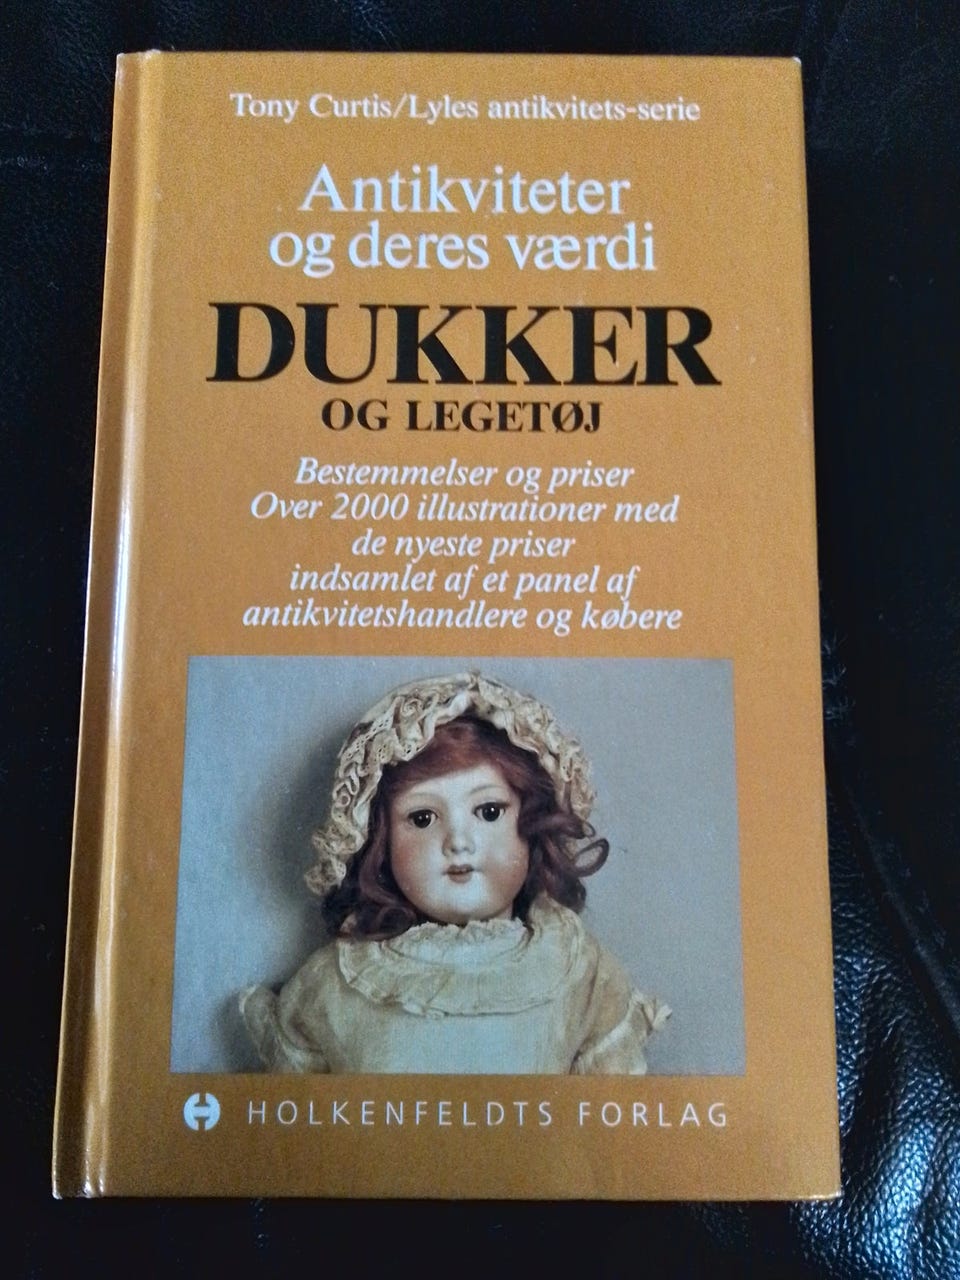 Tony Curtis/Lyles antikvitets-serie
Antikviteter
og deres værdi
DUKKER
OG LEGETØJ
Bestemmelser og priser
Over 2000 illustrationer med
de nyeste priser
indsamlet af et panel af
antikvitetshandlere og købere
HOLKENFELDTS FORLAG